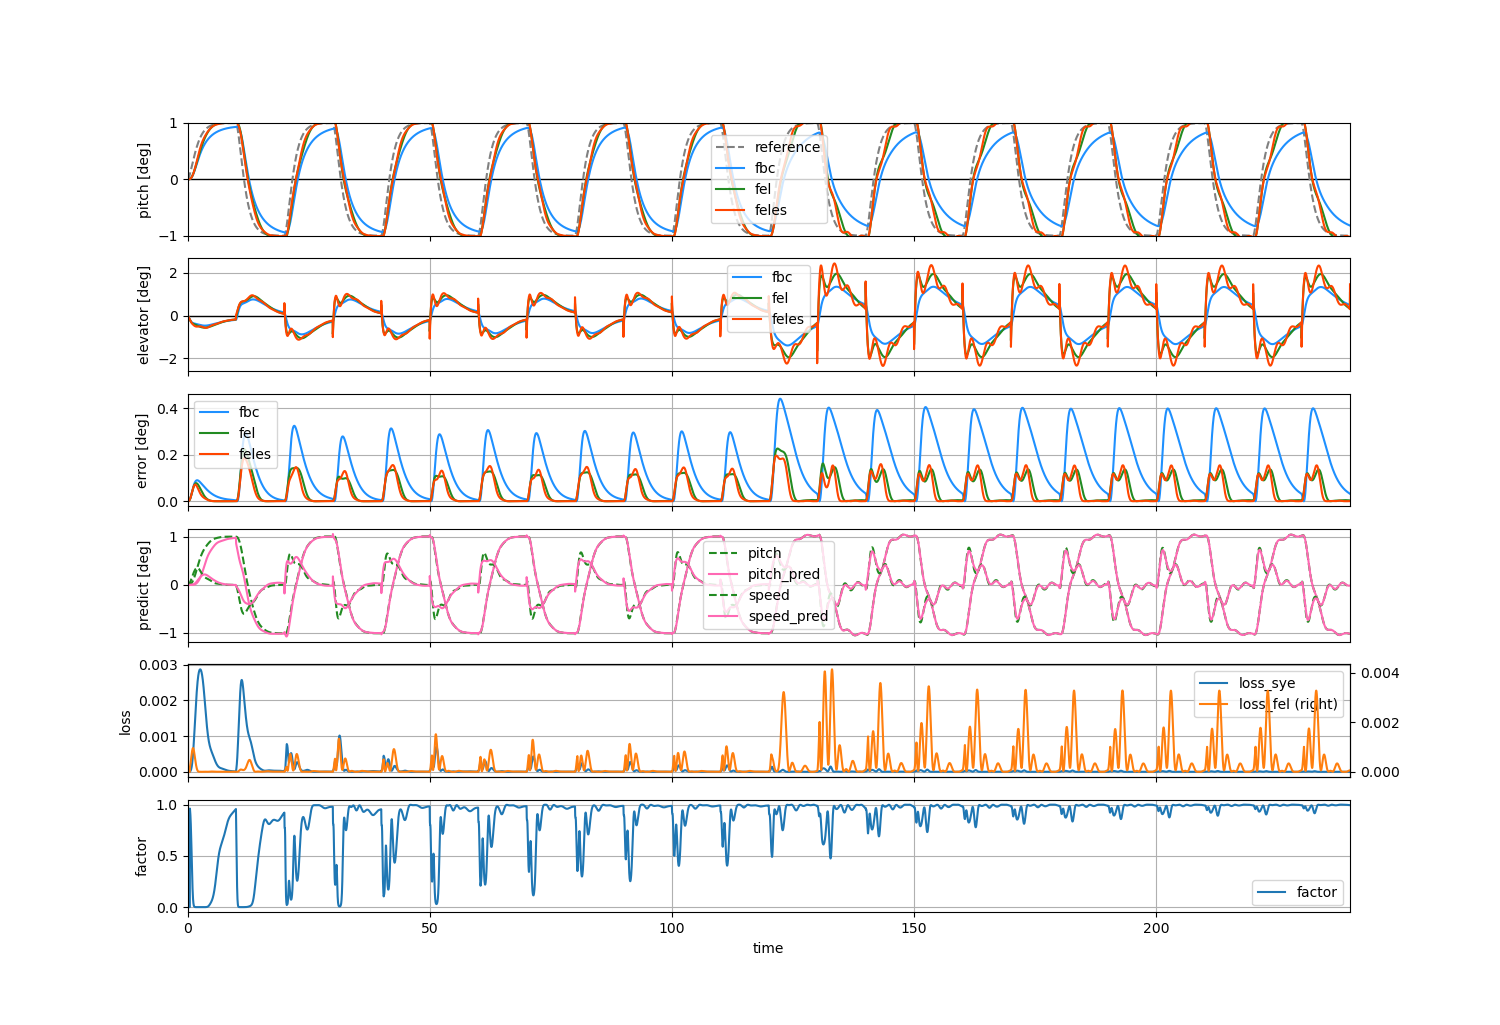 1
0
−1
pitch [deg]
reference
fbc
fel
feles
2
0
−2
elevator [deg]
fbc
fel
feles
0.4
0.2
0.0
error [deg]
fbc
fel
feles
1
0
−1
predict [deg]
pitch
pitch_pred
speed
speed_pred
0.003
0.002
0.001
0.000
loss
loss_sye
loss_fel (right)
0.004
0.002
0.000
1.0
0.5
0.0
factor
factor
0 50 100 150 200
time